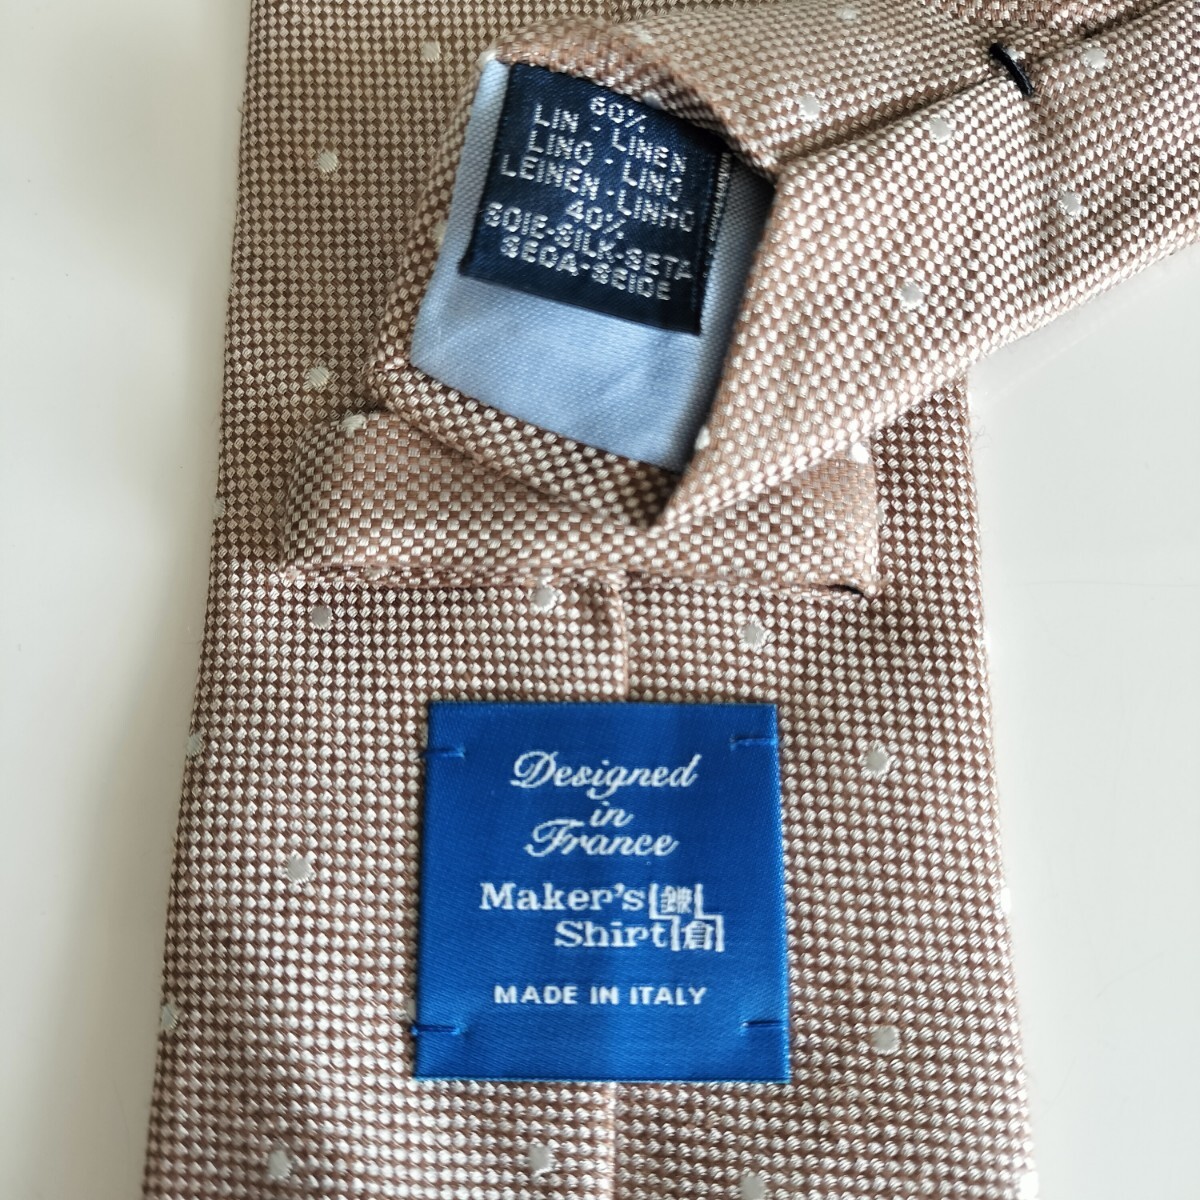 60%
LIN - LINEN
LINO - LINO
LEINEN - LINHO
40%
SOIE-SILK-SETA
SEDA-SEIDE
Designed
in
France
Maker's 鎌
Shirt 倉
MADE IN ITALY